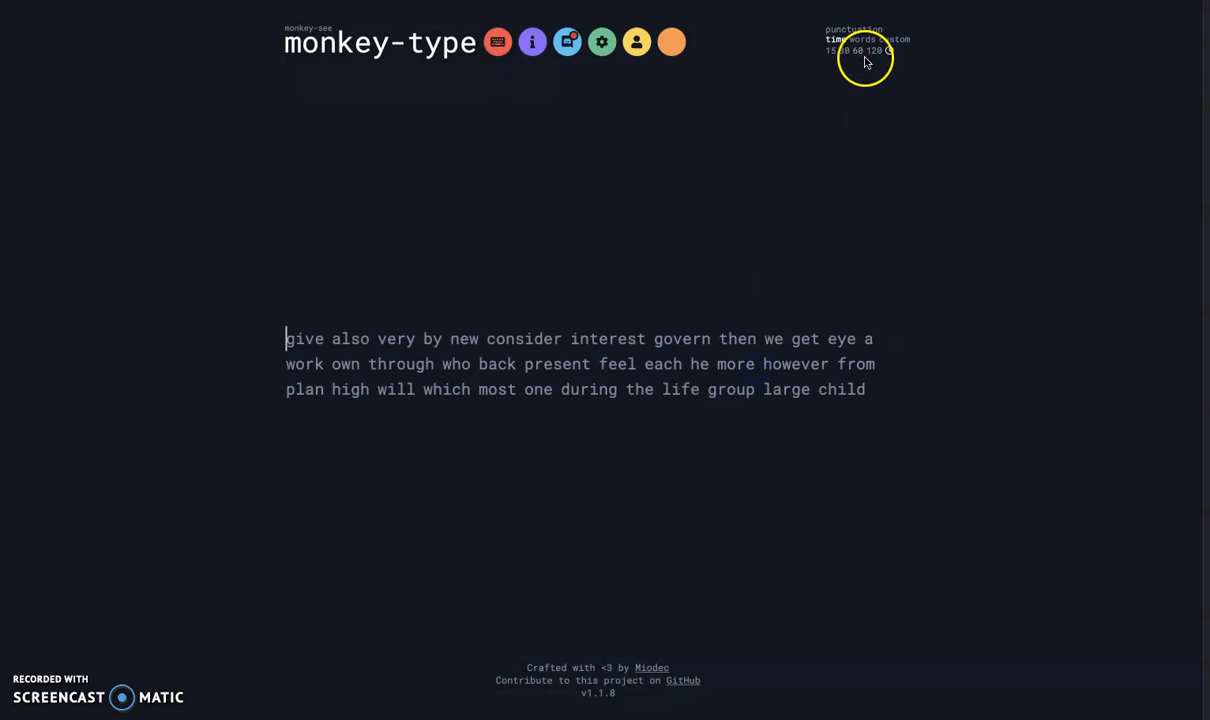 monkey-see
monkey-type
punctuation
time words custom
15 30 60 120
give also very by new consider interest govern then we get eye a
work own through who back present feel each he more however from
plan high will which most one during the life group large child
Crafted with <3 by Miodec
Contribute to this project on GitHub
v1.1.8
RECORDED WITH
SCREENCAST MATIC